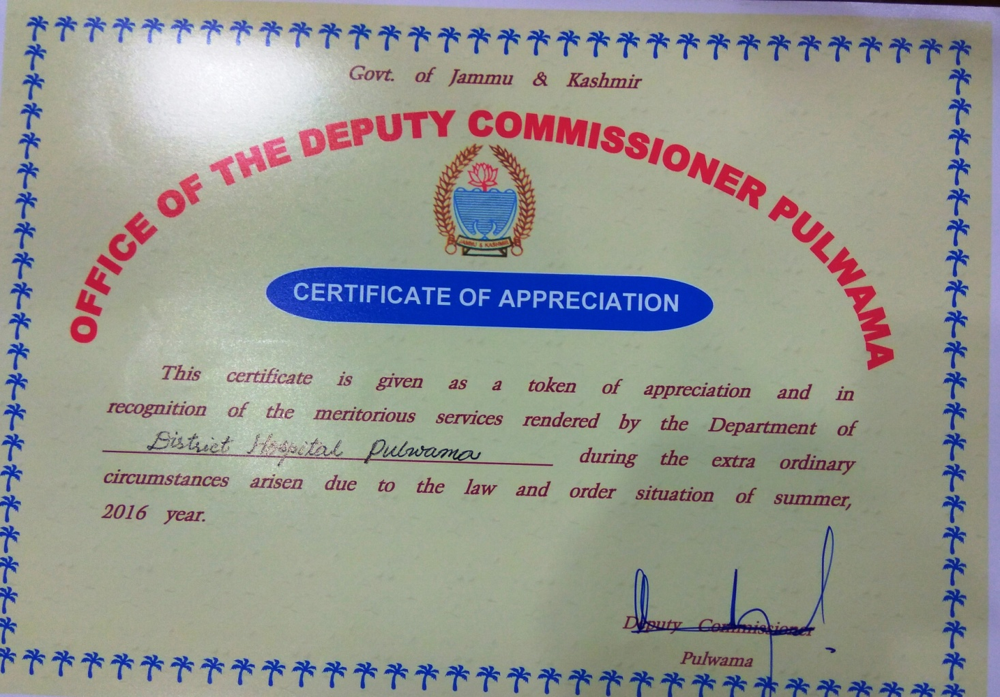 Govt. of Jammu & Kashmir
OFFICE OF THE DEPUTY COMMISSIONER PULWAMA
JAMMU & KASHMIR
CERTIFICATE OF APPRECIATION
This certificate is given as a token of appreciation and in
recognition of the meritorious services rendered by the Department of
District Hospital Pulwama during the extra ordinary
circumstances arisen due to the law and order situation of summer,
2016 year.
Deputy Commissioner
Pulwama